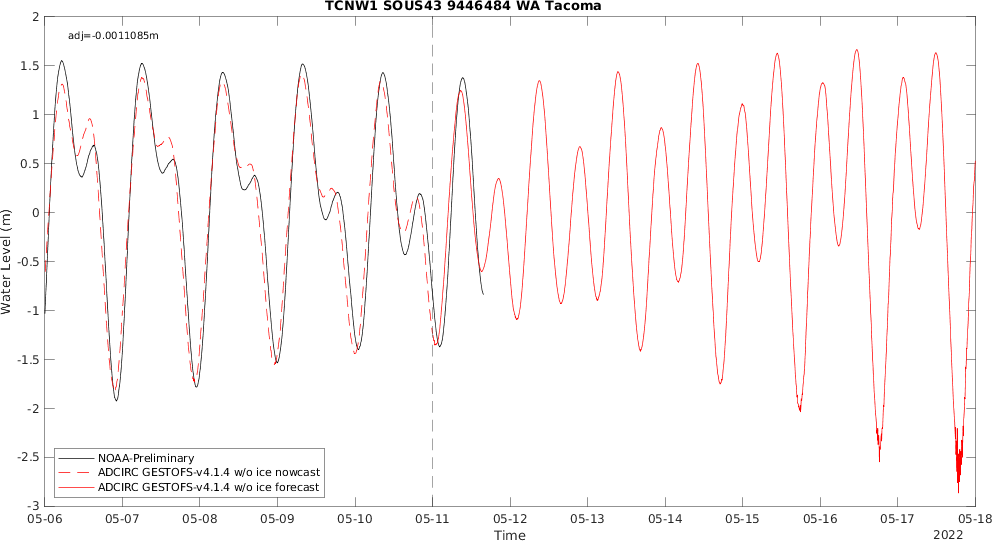 TCNW1 SOUS43 9446484 WA Tacoma
adj=-0.0011085m
2
1.5
1
0.5
0
-0.5
-1
-1.5
-2
-2.5
-3
Water Level (m)
NOAA-Preliminary
ADCIRC GESTOFS-v4.1.4 w/o ice nowcast
ADCIRC GESTOFS-v4.1.4 w/o ice forecast
05-06 05-07 05-08 05-09 05-10 05-11 05-12 05-13 05-14 05-15 05-16 05-17 05-18
Time
2022